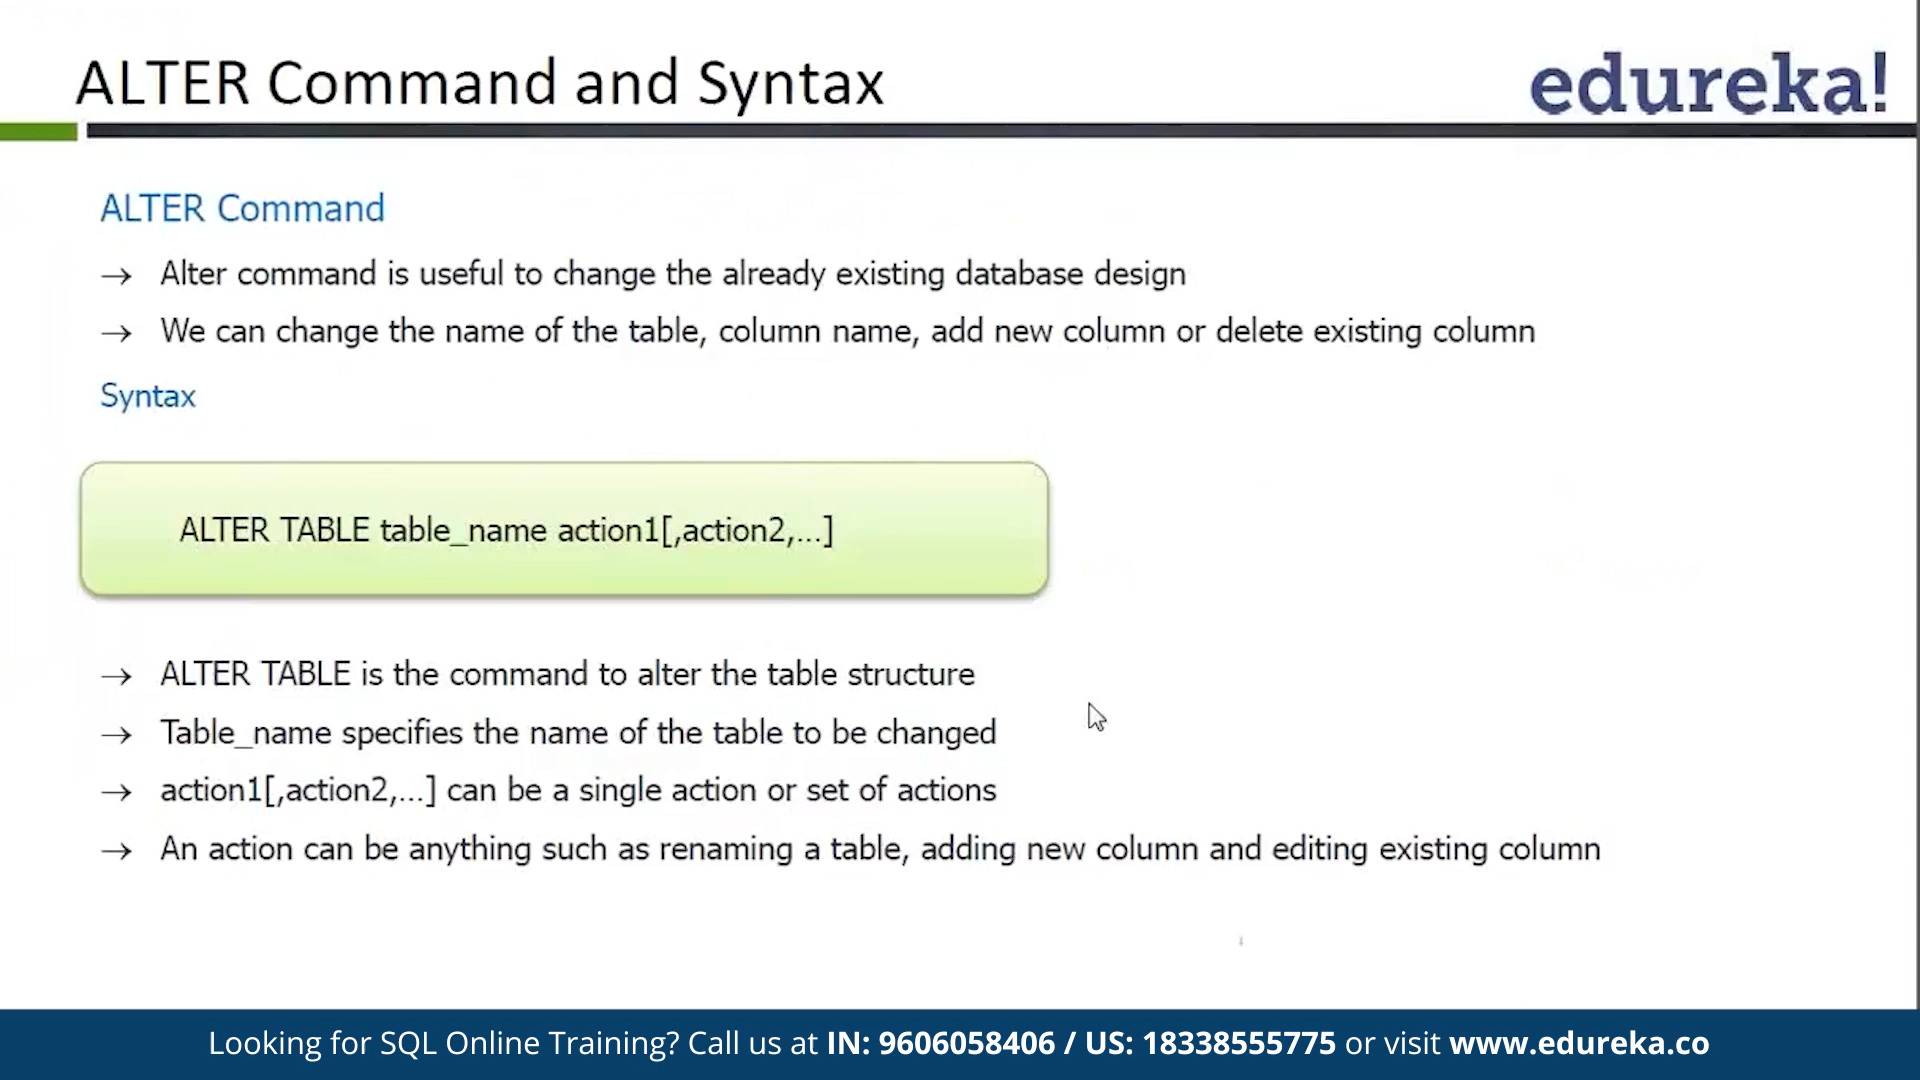 ALTER Command and Syntax
edureka!
ALTER Command
→ Alter command is useful to change the already existing database design
→ We can change the name of the table, column name, add new column or delete existing column
Syntax
ALTER TABLE table_name action1[,action2,...]
→ ALTER TABLE is the command to alter the table structure
→ Table_name specifies the name of the table to be changed
→ action1[,action2,...] can be a single action or set of actions
→ An action can be anything such as renaming a table, adding new column and editing existing column
Looking for SQL Online Training? Call us at IN: 9606058406 / US: 18338555775 or visit www.edureka.co